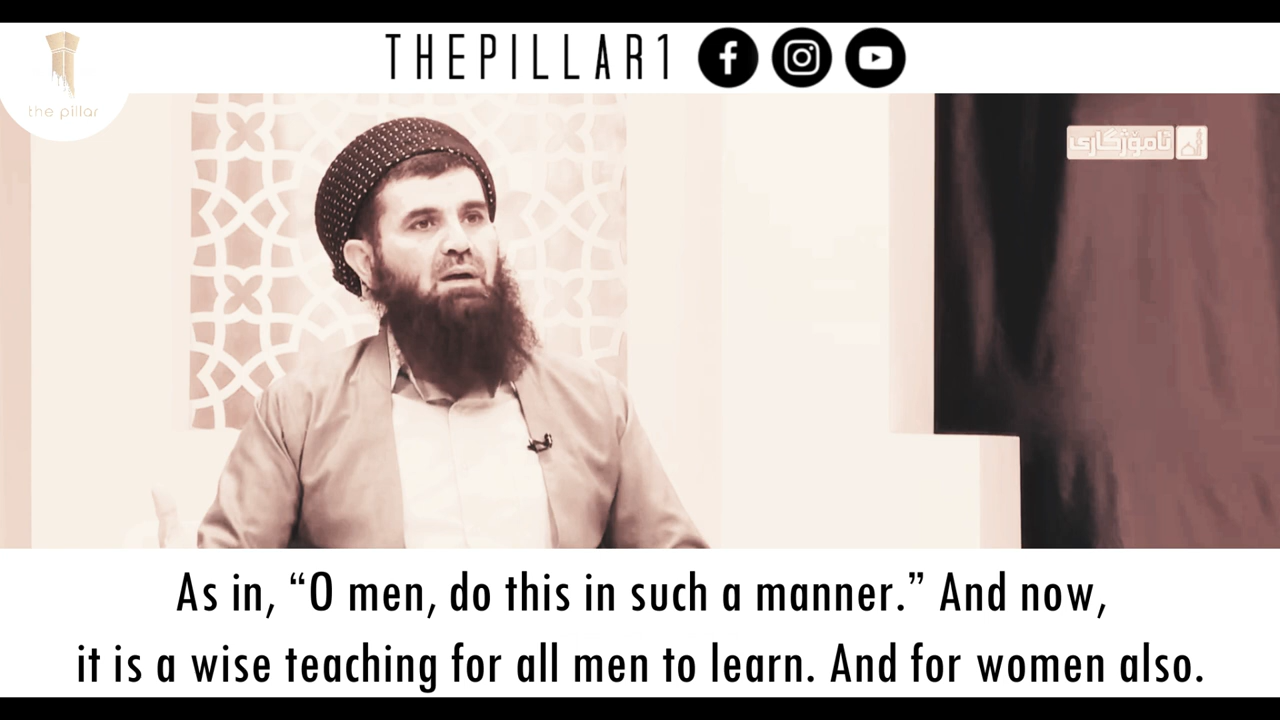 THEPILLAR1
the pillar
ئامۆژگاری
As in, “O men, do this in such a manner.” And now,
it is a wise teaching for all men to learn. And for women also.